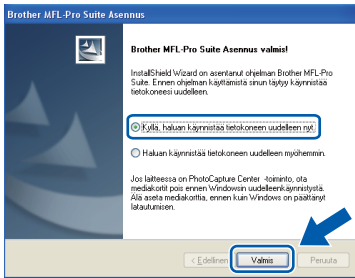 Brother MFL-Pro Suite Asennus
Brother MFL-Pro Suite Asennus valmis!
InstallShield Wizard on asentanut ohjelman Brother MFL-Pro
Suite. Ennen ohjelman käyttämistä sinun täytyy käynnistää
tietokoneesi uudelleen.
Kyllä, haluan käynnistää tietokoneen uudelleen nyt.
Haluan käynnistää tietokoneen uudelleen myöhemmin.
Jos laitteessa on PhotoCapture Center -toiminto, ota
mediakortit pois ennen Windowsin uudelleenkäynnistystä.
Älä aseta mediakorttia, ennen kuin Windows on päättänyt
latautumisen.
< Edellinen Valmis Peruuta